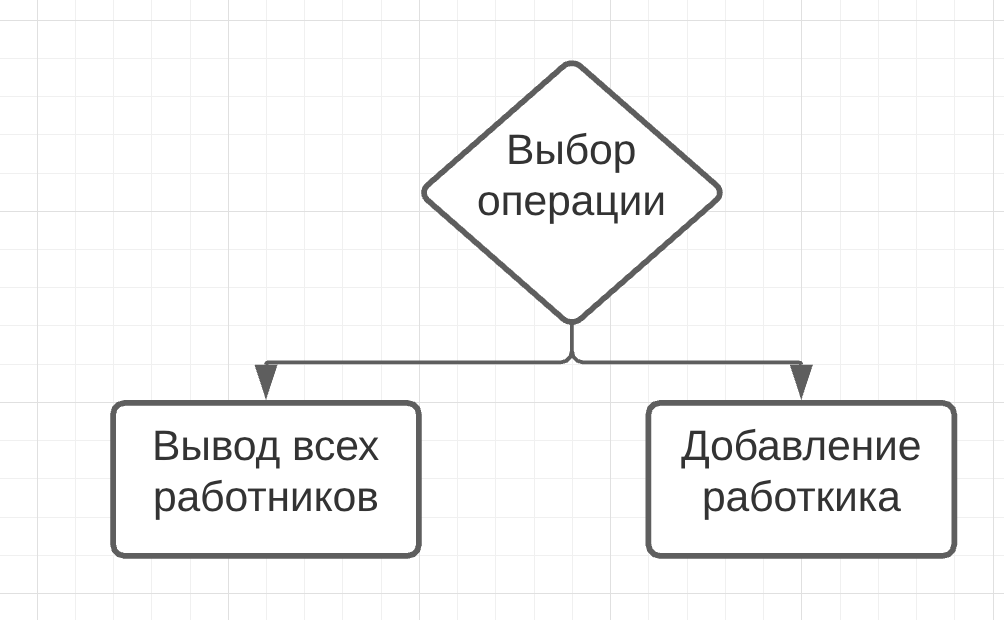 Выбор
операции
Вывод всех
работников
Добавление
работкика